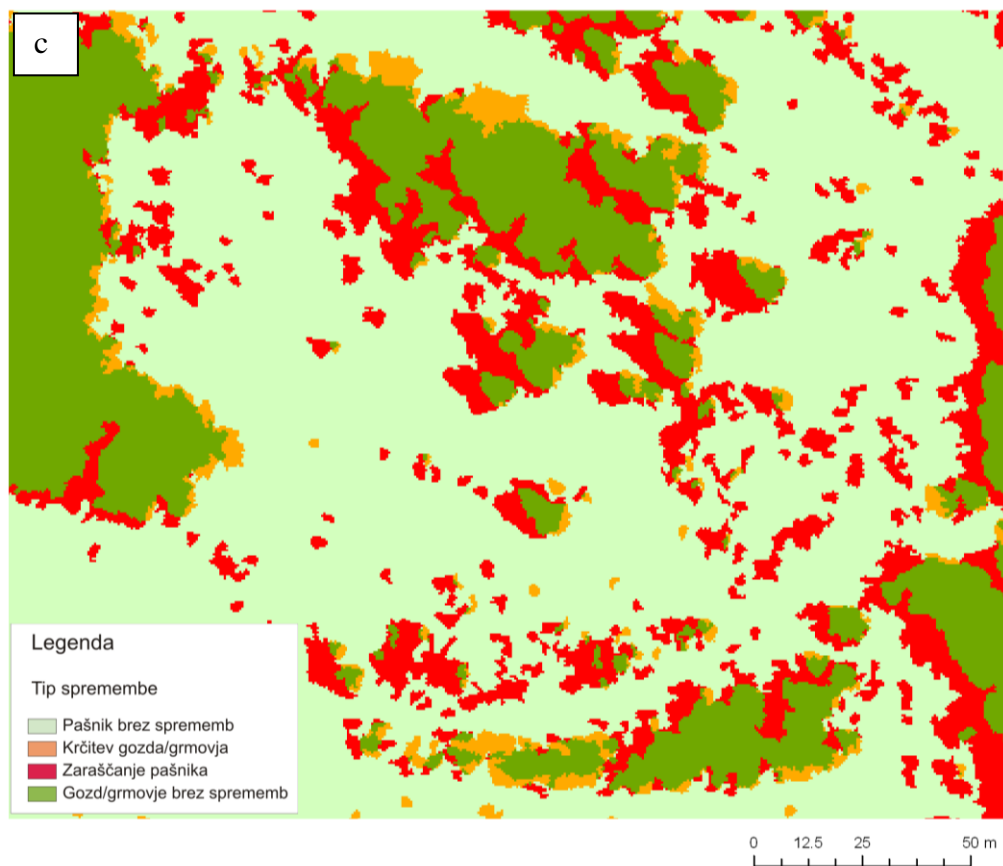 c
Legenda
Tip spremembe
Pašnik brez sprememb
Krčitev gozda/grmovja
Zaraščanje pašnika
Gozd/grmovje brez sprememb
0 12.5 25 50 m